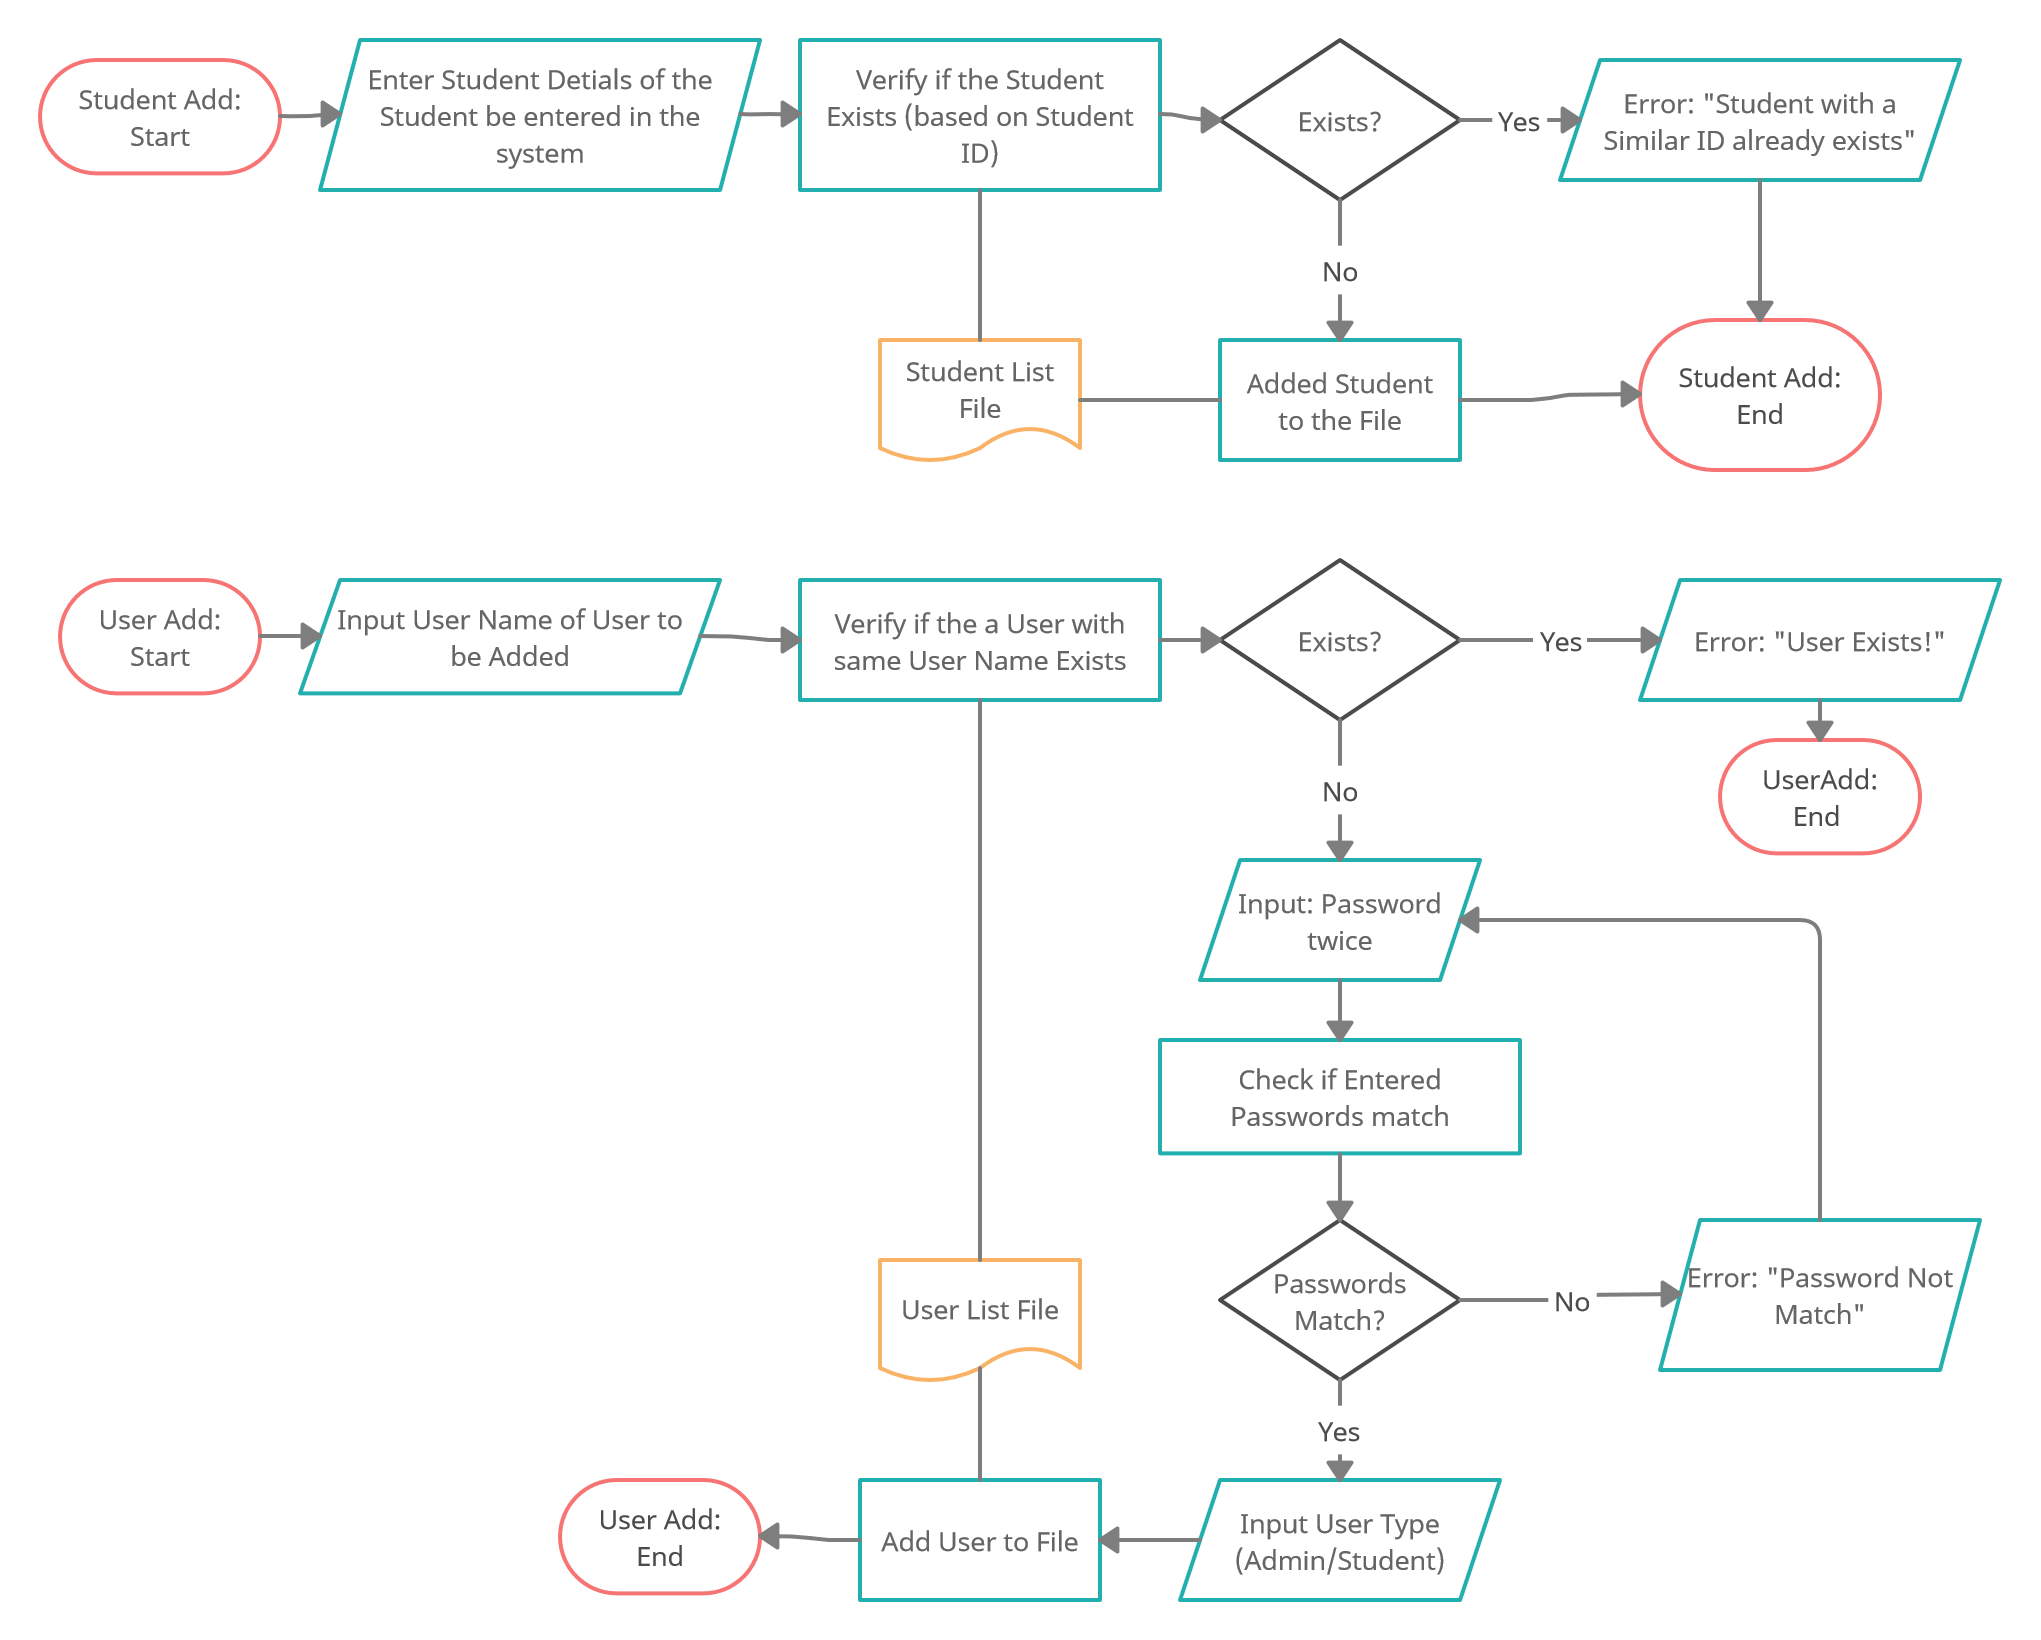 Student Add:
Start
Enter Student Detials of the
Student be entered in the
system
Verify if the Student
Exists (based on Student
ID)
Exists?
Yes
Error: "Student with a
Similar ID already exists"
No
Student List
File
Added Student
to the File
Student Add:
End
User Add:
Start
Input User Name of User to
be Added
Verify if the a User with
same User Name Exists
Exists?
Yes
Error: "User Exists!"
UserAdd:
End
No
Input: Password
twice
Check if Entered
Passwords match
Passwords
Match?
No
Error: "Password Not
Match"
User List File
Yes
Input User Type
(Admin/Student)
Add User to File
User Add:
End